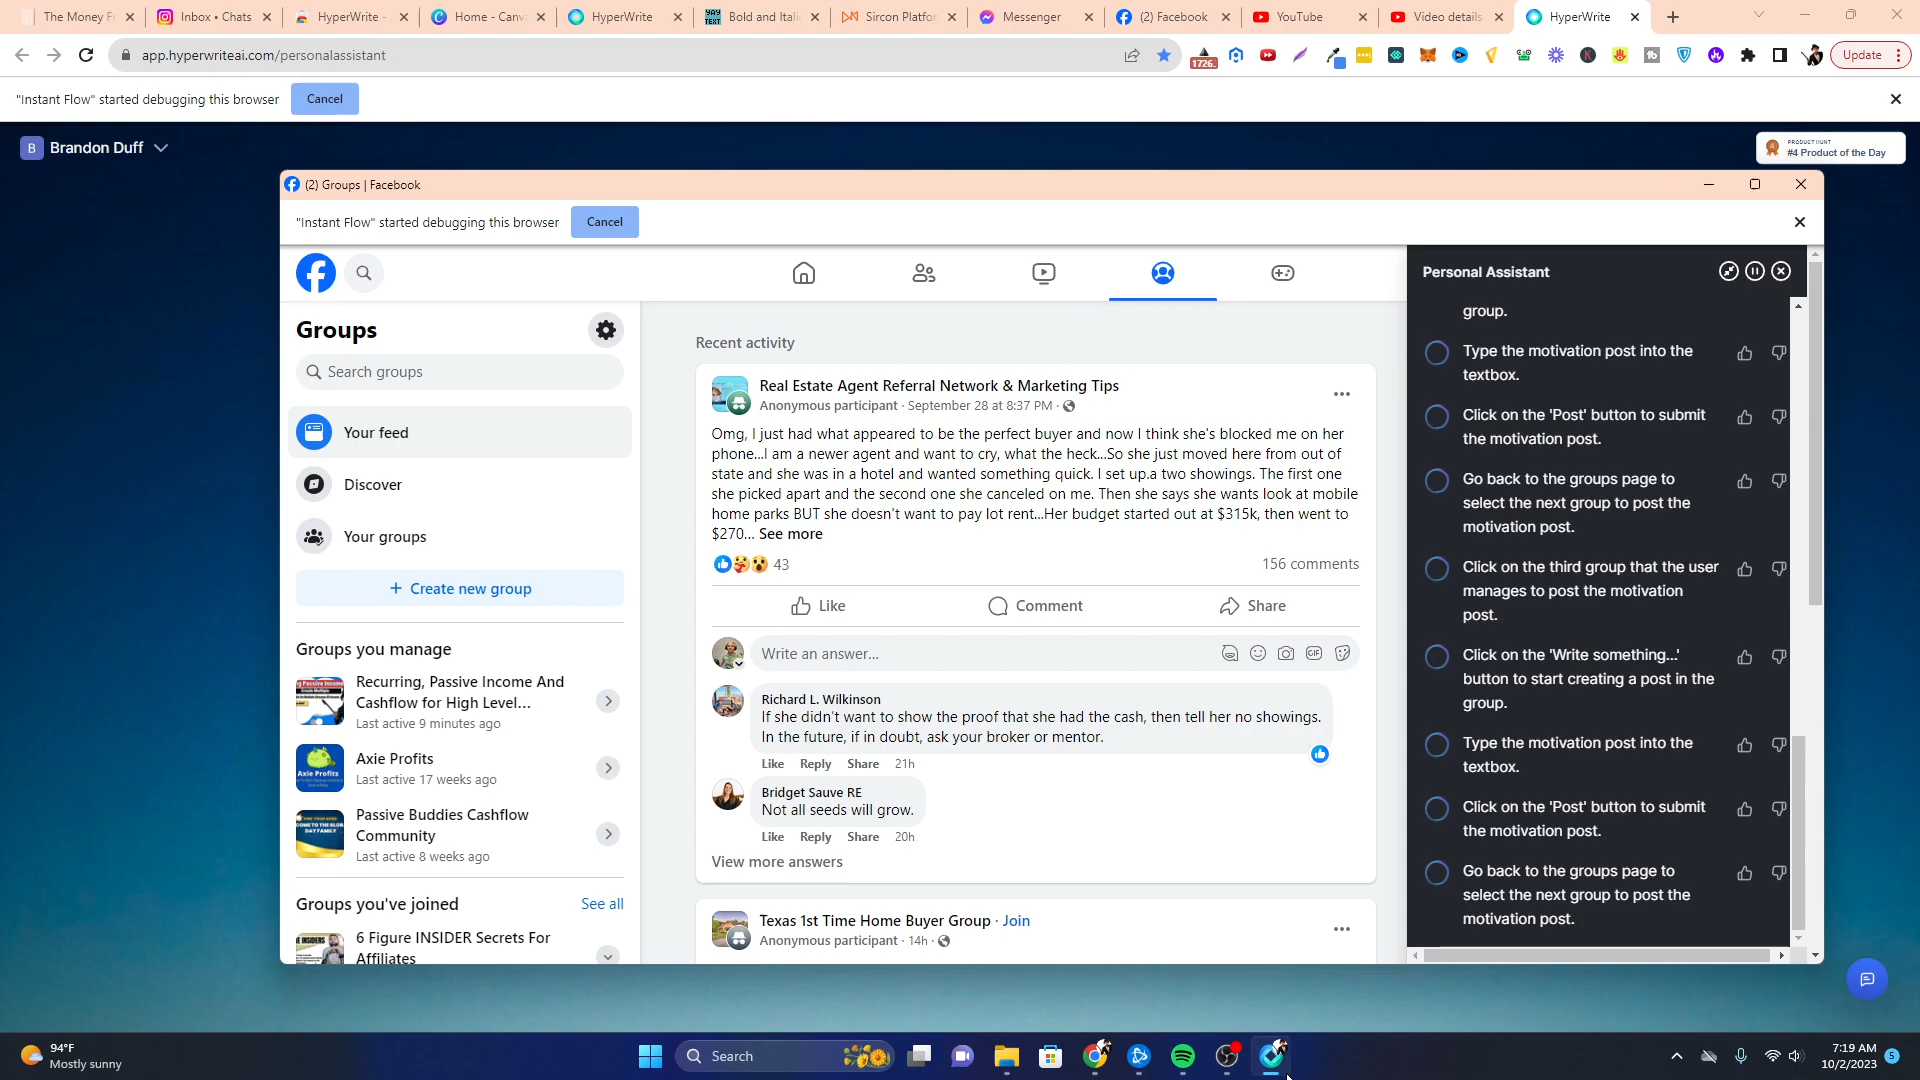 The Money Fr
Inbox • Chats
HyperWrite -
Home - Canv
HyperWrite
Bold and Itali
Sircon Platfor
Messenger
(2) Facebook
YouTube
Video details
HyperWrite
app.hyperwriteai.com/personalassistant
1726.
Update
"Instant Flow" started debugging this browser
Cancel
B Brandon Duff
PRODUCT HUNT
#4 Product of the Day
(2) Groups | Facebook
"Instant Flow" started debugging this browser
Cancel
Groups
Search groups
Your feed
Discover
Your groups
+ Create new group
Groups you manage
Recurring, Passive Income And
Cashflow for High Level...
Last active 9 minutes ago
Axie Profits
Axie Profits
Last active 17 weeks ago
Passive Buddies Cashflow
Community
Last active 8 weeks ago
Groups you've joined
See all
6 Figure INSIDER Secrets For
Affiliates
Recent activity
Real Estate Agent Referral Network & Marketing Tips
Anonymous participant · September 28 at 8:37 PM ·
Omg, I just had what appeared to be the perfect buyer and now I think she's blocked me on her
phone...I am a newer agent and want to cry, what the heck...So she just moved here from out of
state and she was in a hotel and wanted something quick. I set up.a two showings. The first one
she picked apart and the second one she canceled on me. Then she says she wants look at mobile
home parks BUT she doesn't want to pay lot rent...Her budget started out at $315k, then went to
$270... See more
43
156 comments
Like
Comment
Share
Write an answer...
GIF
Richard L. Wilkinson
If she didn't want to show the proof that she had the cash, then tell her no showings.
In the future, if in doubt, ask your broker or mentor.
Like Reply Share 21h
Bridget Sauve RE
Not all seeds will grow.
Like Reply Share 20h
View more answers
Texas 1st Time Home Buyer Group · Join
Anonymous participant · 14h ·
Personal Assistant
group.
Type the motivation post into the
textbox.
Click on the 'Post' button to submit
the motivation post.
Go back to the groups page to
select the next group to post the
motivation post.
Click on the third group that the user
manages to post the motivation
post.
Click on the 'Write something...'
button to start creating a post in the
group.
Type the motivation post into the
textbox.
Click on the 'Post' button to submit
the motivation post.
Go back to the groups page to
select the next group to post the
motivation post.
94°F
Mostly sunny
Search
7:19 AM
10/2/2023
5